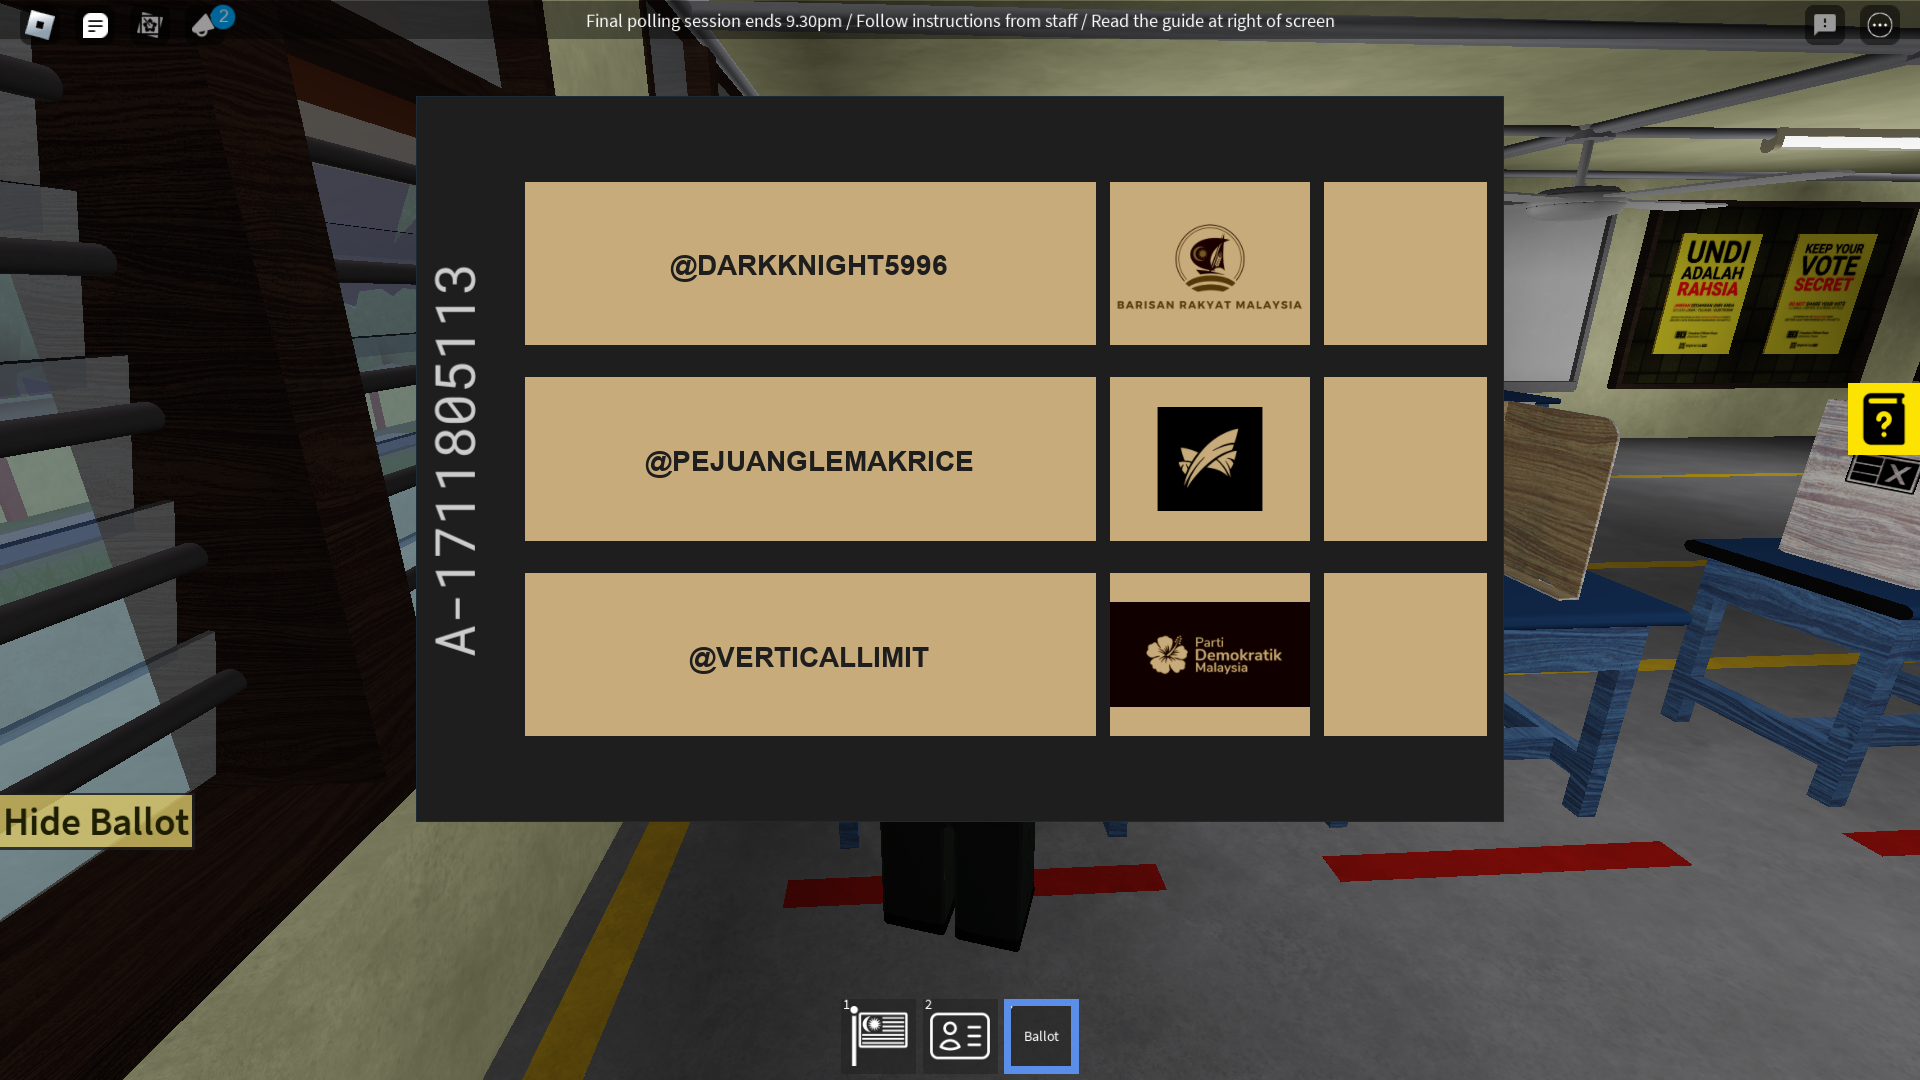 2
Final polling session ends 9.30pm / Follow instructions from staff / Read the guide at right of screen
A-1711805113
@DARKKNIGHT5996
BARISAN RAKYAT MALAYSIA
@PEJUANGLEMAKRICE
@VERTICALLIMIT
Parti
Demokratik
Malaysia
UNDI
ADALAH
RAHSIA
KEEP YOUR
VOTE
SECRET
?
X
Hide Ballot
1
2
Ballot